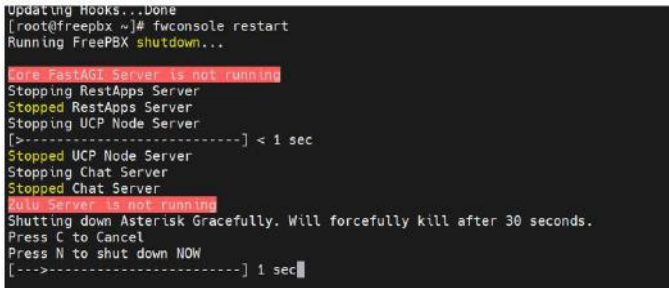 Updating Hooks...Done
[root@freepbx ~]# fwconsole restart
Running FreePBX shutdown...
Core FastAGI Server is not running
Stopping RestApps Server
Stopped RestApps Server
Stopping UCP Node Server
[>---------------------------] < 1 sec
Stopped UCP Node Server
Stopping Chat Server
Stopped Chat Server
Zulu Server is not running
Shutting down Asterisk Gracefully. Will forcefully kill after 30 seconds.
Press C to Cancel
Press N to shut down NOW
[--->------------------------] 1 sec